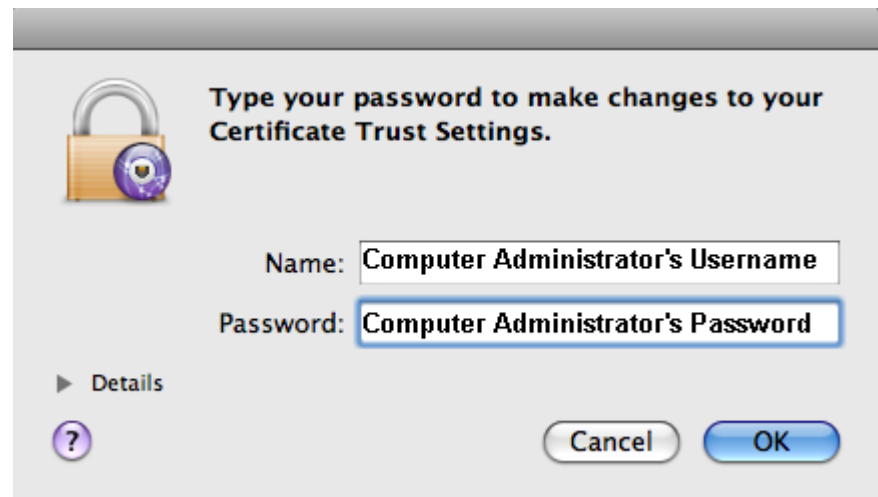 Type your password to make changes to your
Certificate Trust Settings.
Name: Computer Administrator's Username
Password: Computer Administrator's Password
Details
? Cancel OK